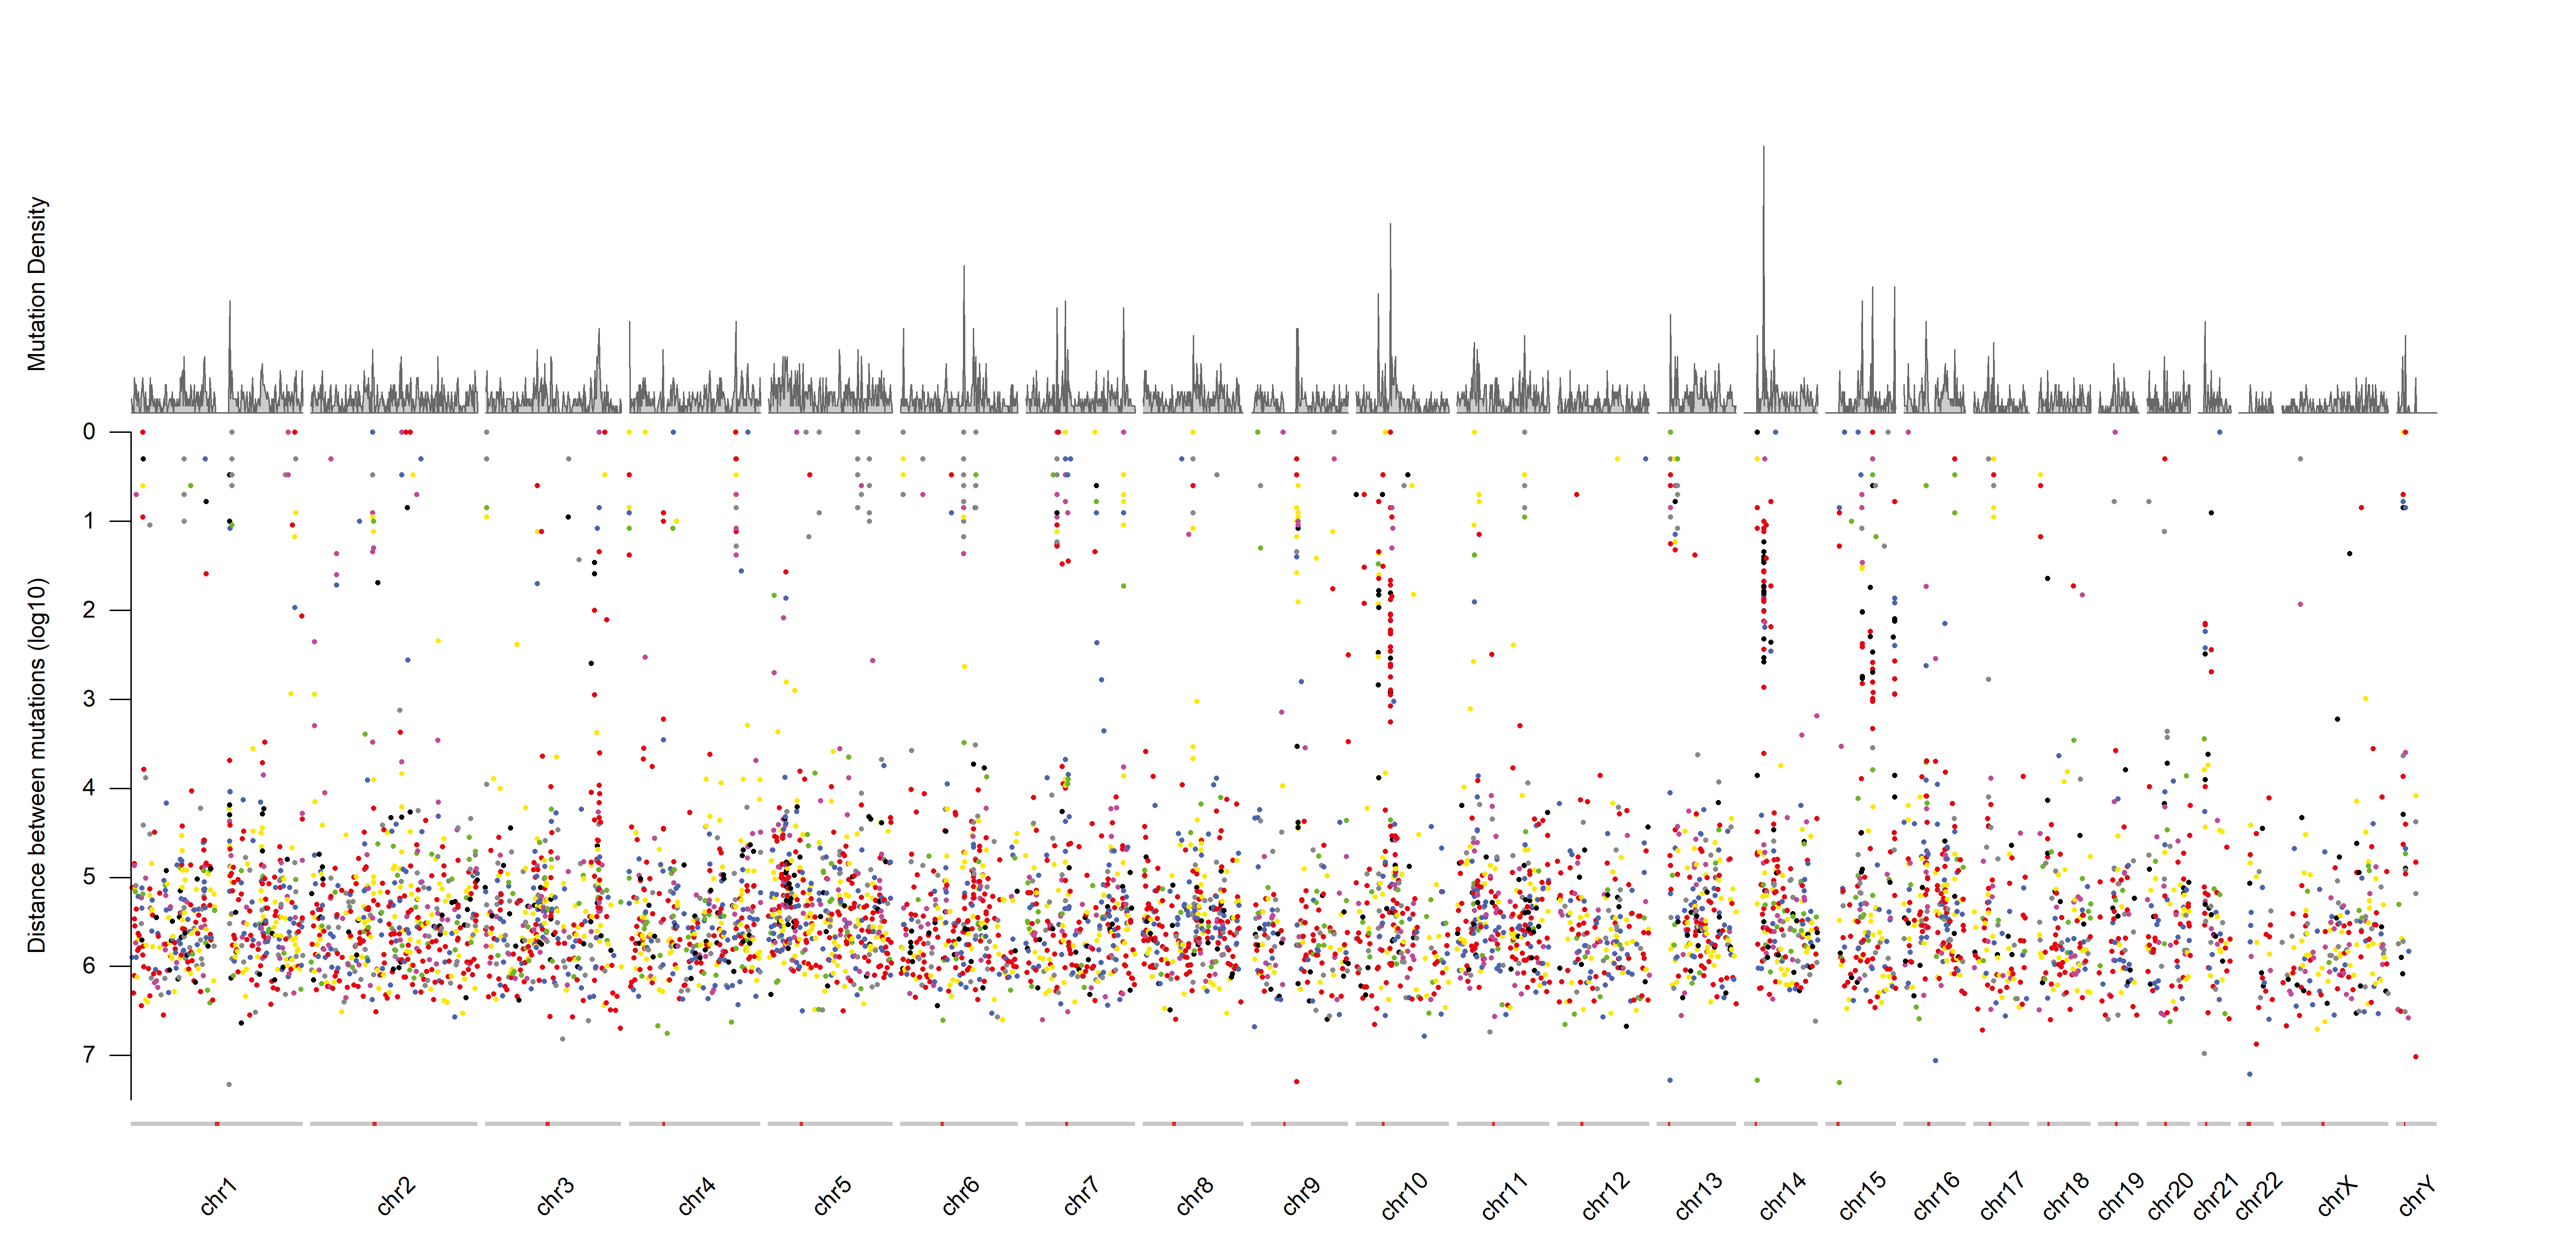 Mutation Density
Distance between mutations (log10)
0
1
2
3
4
5
6
7
chr1
chr2
chr3
chr4
chr5
chr6
chr7
chr8
chr9
chr10
chr11
chr12
chr13
chr14
chr15
chr16
chr17
chr18
chr19
chr20
chr21
chr22
chrX
chrY